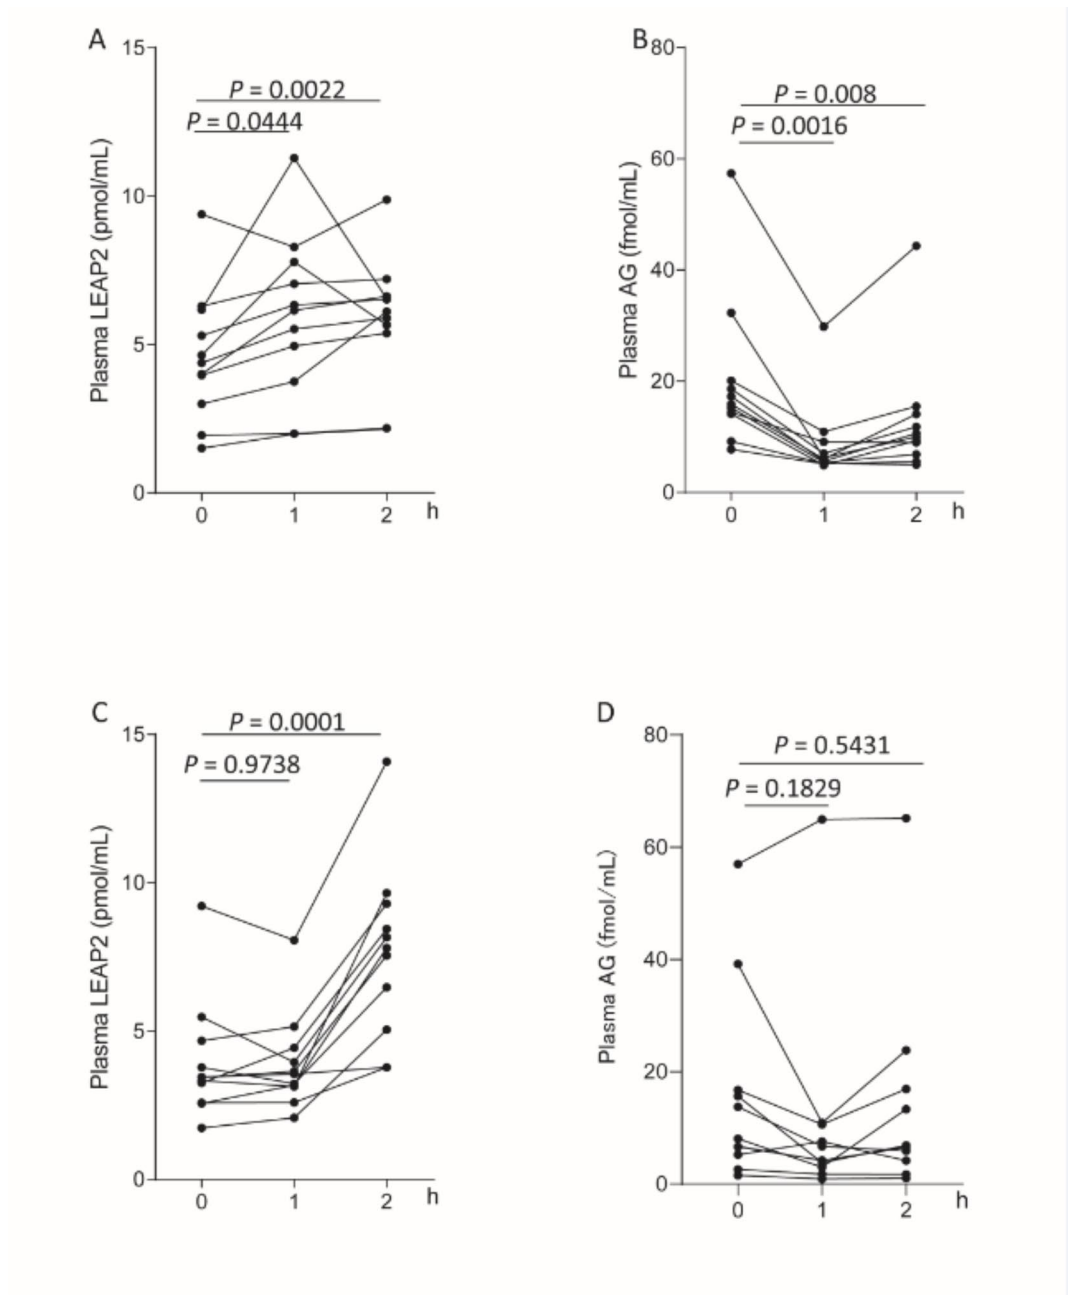 A
15
P = 0.0022
P = 0.0444
10
5
0
Plasma LEAP2 (pmol/mL)
0 1 2 h
B
80
P = 0.008
P = 0.0016
60
40
20
0
Plasma AG (fmol/mL)
0 1 2 h
C
15
P = 0.0001
P = 0.9738
10
5
0
Plasma LEAP2 (pmol/mL)
0 1 2 h
D
80
P = 0.5431
P = 0.1829
60
40
20
0
Plasma AG (fmol/mL)
0 1 2 h